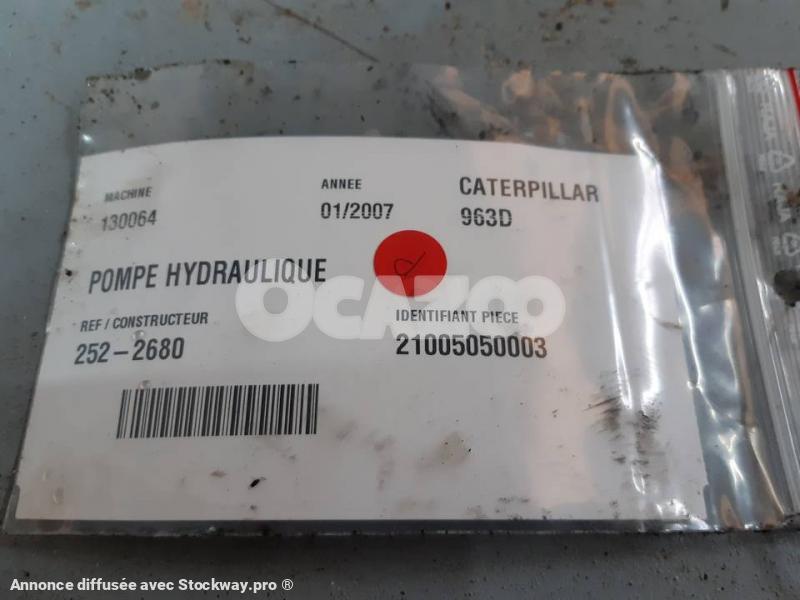 MACHINE
130064
ANNEE
01/2007
CATERPILLAR
963D
POMPE HYDRAULIQUE
OCAZOO
REF / CONSTRUCTEUR
252-2680
IDENTIFIANT PIECE
21005050003
Annonce diffusée avec Stockway.pro ®